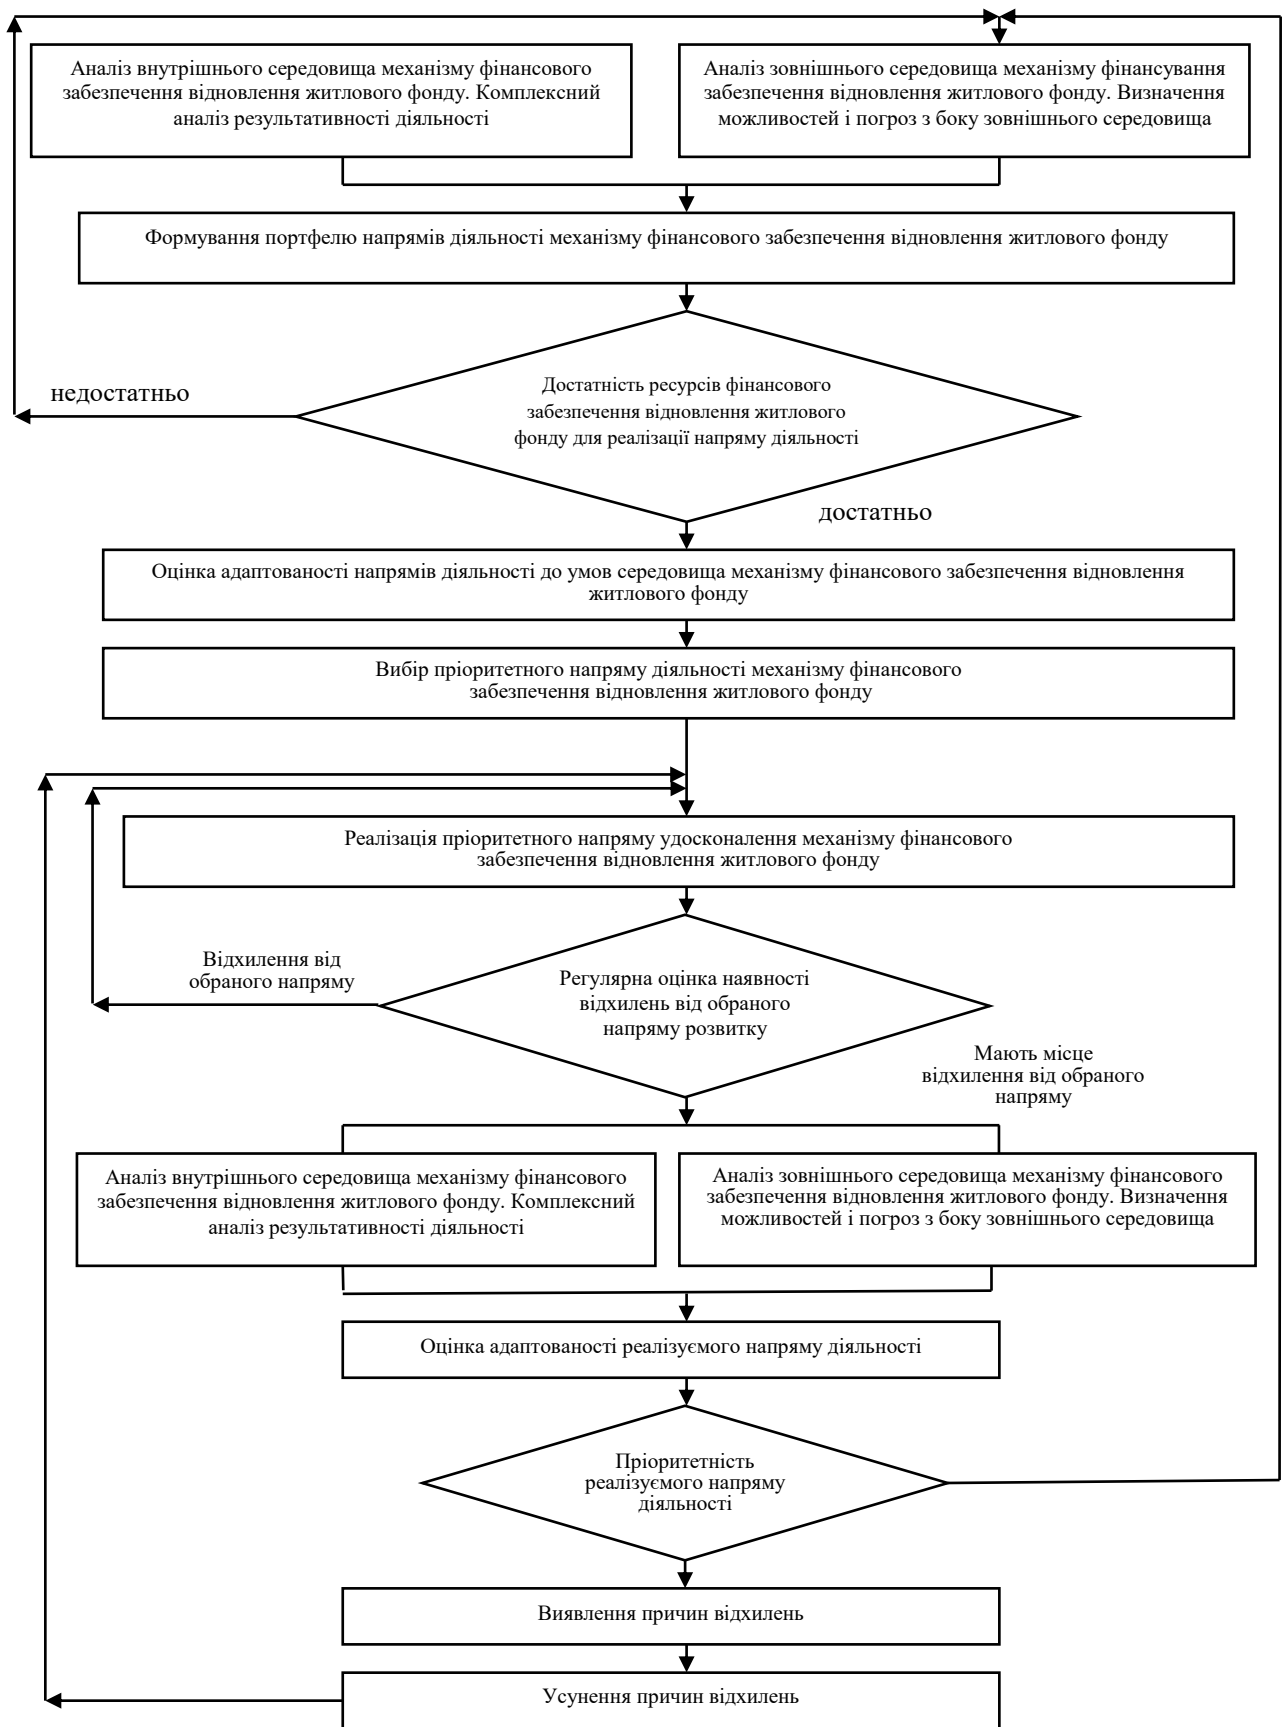 Аналіз внутрішнього середовища механізму фінансового
забезпечення відновлення житлового фонду. Комплексний
аналіз результативності діяльності
Аналіз зовнішнього середовища механізму фінансування
забезпечення відновлення житлового фонду. Визначення
можливостей і погроз з боку зовнішнього середовища
Формування портфелю напрямів діяльності механізму фінансового забезпечення відновлення житлового фонду
недостатньо
Достатність ресурсів фінансового
забезпечення відновлення житлового
фонду для реалізації напряму діяльності
достатньо
Оцінка адаптованості напрямів діяльності до умов середовища механізму фінансового забезпечення відновлення
житлового фонду
Вибір пріоритетного напряму діяльності механізму фінансового
забезпечення відновлення житлового фонду
Реалізація пріоритетного напряму удосконалення механізму фінансового
забезпечення відновлення житлового фонду
Відхилення від
обраного напряму
Регулярна оцінка наявності
відхилень від обраного
напряму розвитку
Мають місце
відхилення від обраного
напряму
Аналіз внутрішнього середовища механізму фінансового
забезпечення відновлення житлового фонду. Комплексний
аналіз результативності діяльності
Аналіз зовнішнього середовища механізму фінансового
забезпечення відновлення житлового фонду. Визначення
можливостей і погроз з боку зовнішнього середовища
Оцінка адаптованості реалізуємого напряму діяльності
Пріоритетність
реалізуємого напряму
діяльності
Виявлення причин відхилень
Усунення причин відхилень